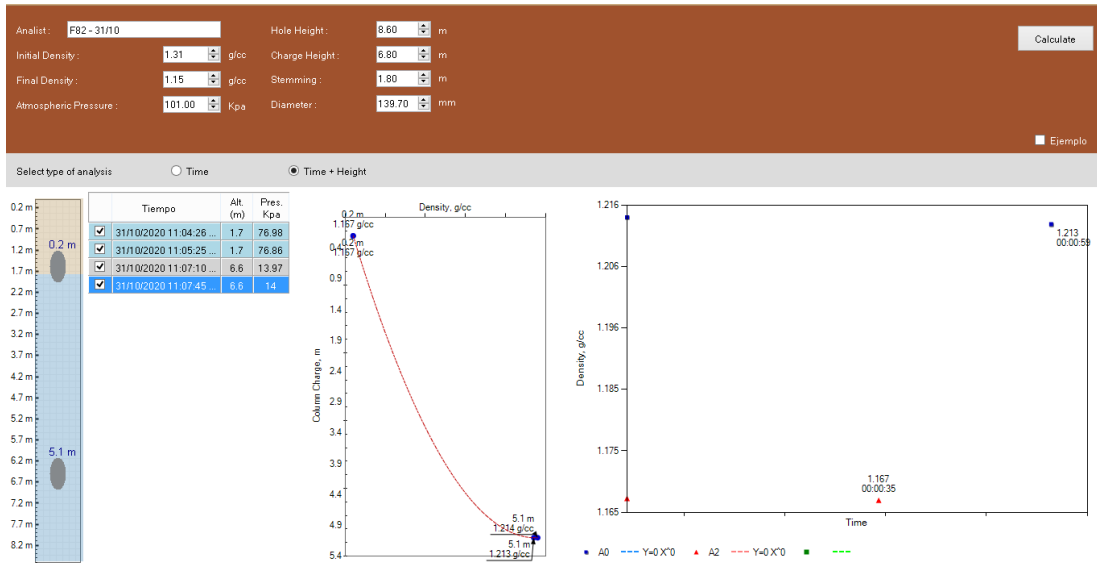 Analist : F82 - 31/10 Hole Height : 8.60 m
Calculate
Initial Density : 1.31 g/cc Charge Height : 6.80 m
Final Density : 1.15 g/cc Stemming : 1.80 m
Atmospheric Pressure : 101.00 Kpa Diameter : 139.70 mm
Ejemplo
Select type of analysis Time Time + Height
0.2 m
0.7 m
1.2 m
1.7 m
2.2 m
2.7 m
3.2 m
3.7 m
4.2 m
4.7 m
5.2 m
5.7 m
6.2 m
6.7 m
7.2 m
7.7 m
8.2 m
0.2 m
5.1 m
Tiempo Alt. (m) Pres. Kpa
31/10/2020 11:04:26 ... 1.7 76.98
31/10/2020 11:05:25 ... 1.7 76.86
31/10/2020 11:07:10 ... 6.6 13.97
31/10/2020 11:07:45 ... 6.6 14
Density, g/cc
0.2 m
1.167 g/cc
0.2 m
1.167 g/cc
0.4
0.9
1.4
1.9
2.4
2.9
3.4
3.9
4.4
4.9
5.4
Column Charge, m
5.1 m
1.214 g/cc
5.1 m
1.213 g/cc
1.216
1.206
1.196
1.185
1.175
1.165
Density, g/cc
1.213
00:00:59
1.167
00:00:35
Time
A0 Y=0 X^0 A2 Y=0 X^0